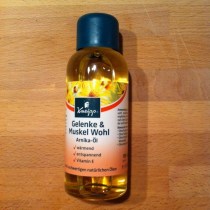 Kneipp
Gelenke &
Muskel Wohl
Arnika-Öl
✓ Wärmend
✓ Entspannend
✓ Vitamin E